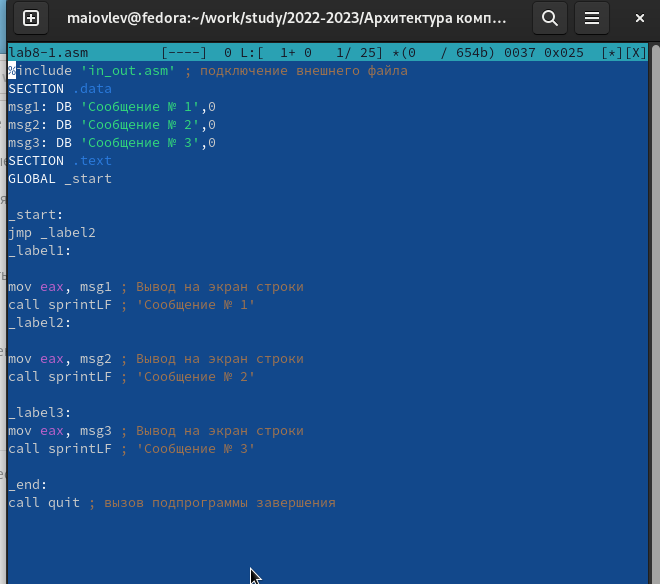 maiovlev@fedora:~/work/study/2022-2023/Архитектура комп...
lab8-1.asm [----] 0 L:[ 1+ 0 1/ 25] *(0 / 654b) 0037 0x025 [*][X]
%include 'in_out.asm' ; подключение внешнего файла
SECTION .data
msg1: DB 'Сообщение № 1',0
msg2: DB 'Сообщение № 2',0
msg3: DB 'Сообщение № 3',0
SECTION .text
GLOBAL _start
_start:
jmp _label2
_label1:
mov eax, msg1 ; Вывод на экран строки
call sprintLF ; 'Сообщение № 1'
_label2:
mov eax, msg2 ; Вывод на экран строки
call sprintLF ; 'Сообщение № 2'
_label3:
mov eax, msg3 ; Вывод на экран строки
call sprintLF ; 'Сообщение № 3'
_end:
call quit ; вызов подпрограммы завершения